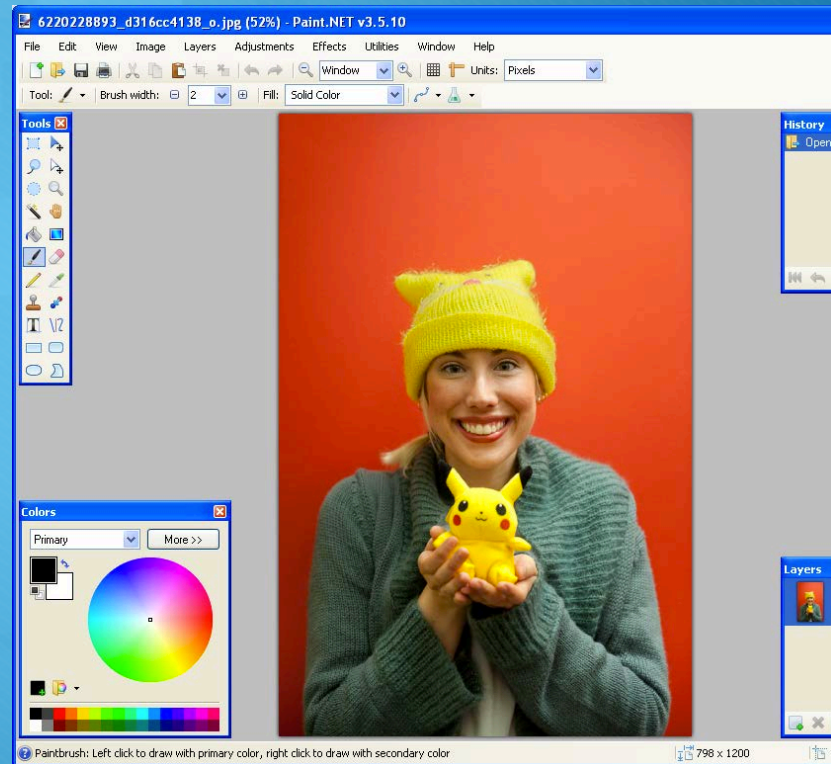 6220228893_d316cc4138_o.jpg (52%) - Paint.NET v3.5.10
File Edit View Image Layers Adjustments Effects Utilities Window Help
Window Units: Pixels
Tool: Brush width: 2 Fill: Solid Color
Tools
History
Open
Colors
Primary More >>
Layers
Paintbrush: Left click to draw with primary color, right click to draw with secondary color 798 x 1200